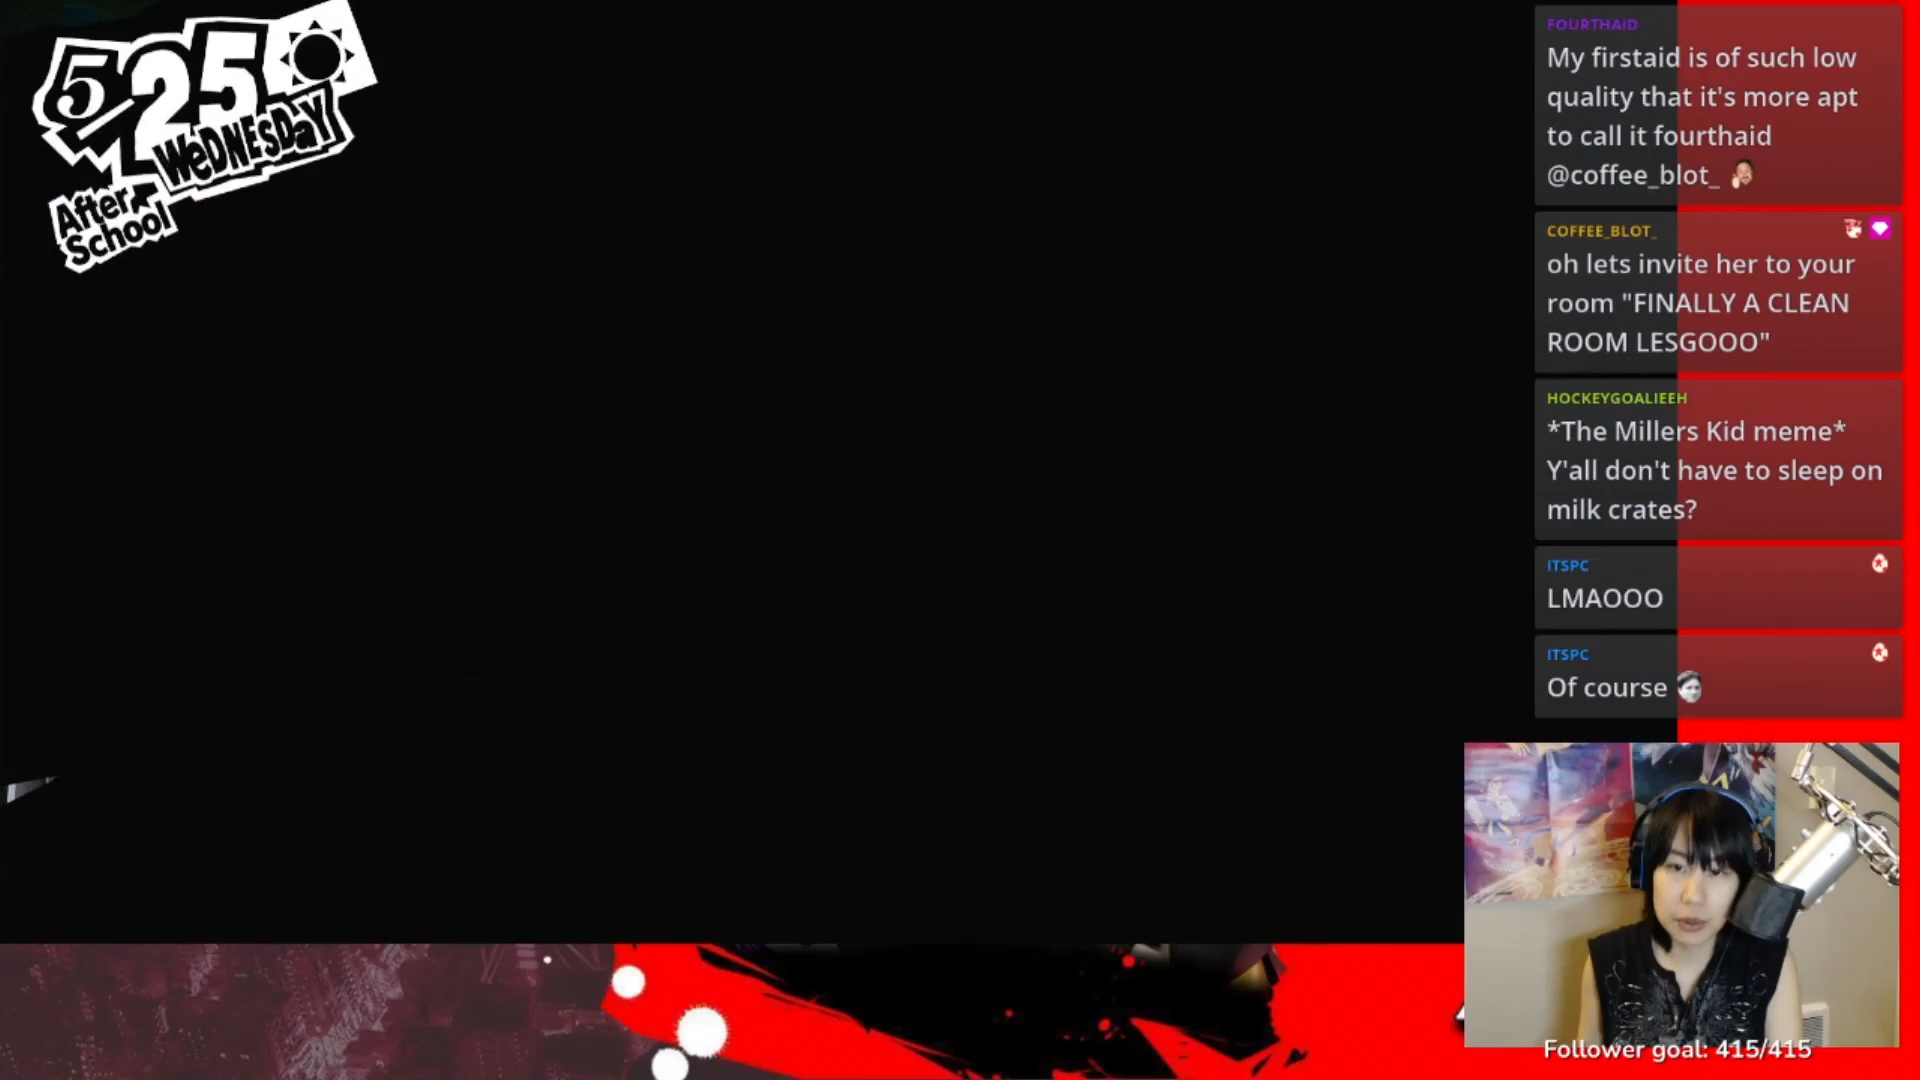 5/25
WeDNESDaY
After
School
FOURTHAID
My firstaid is of such low
quality that it's more apt
to call it fourthaid
@coffee_blot_
COFFEE_BLOT_
oh lets invite her to your
room "FINALLY A CLEAN
ROOM LESGOOO"
HOCKEYGOALIEEH
*The Millers Kid meme*
Y'all don't have to sleep on
milk crates?
ITSPC
LMAOOO
ITSPC
Of course
Follower goal: 415/415